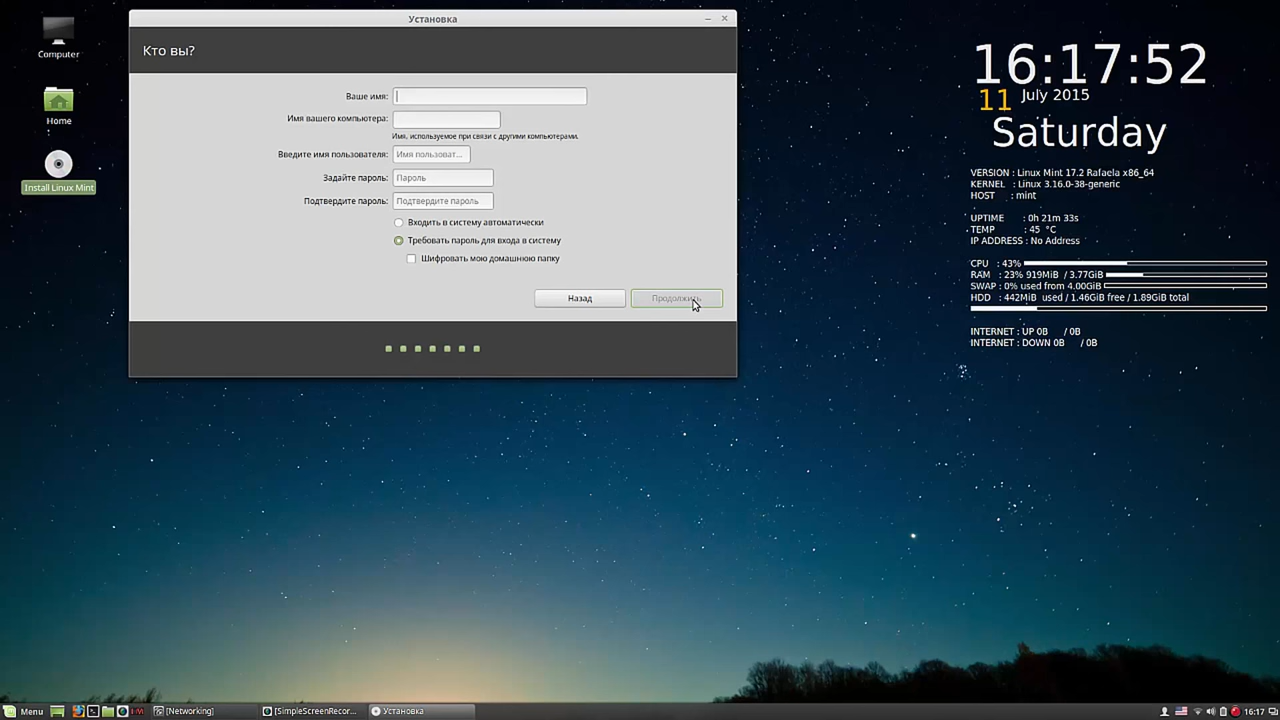 Computer
Home
Install Linux Mint
Установка
Кто вы?
Ваше имя:
Имя вашего компьютера:
Имя, используемое при связи с другими компьютерами.
Введите имя пользователя: Имя пользоват...
Задайте пароль: Пароль
Подтвердите пароль: Подтвердите пароль
Входить в систему автоматически
Требовать пароль для входа в систему
Шифровать мою домашнюю папку
Назад Продолжить
16:17:52
11 July 2015
Saturday
VERSION : Linux Mint 17.2 Rafaela x86_64
KERNEL : Linux 3.16.0-38-generic
HOST : mint
UPTIME : 0h 21m 33s
TEMP : 45 °C
IP ADDRESS : No Address
CPU : 43%
RAM : 23% 919MiB / 3.77GiB
SWAP : 0% used from 4.00GiB
HDD : 442MiB used / 1.46GiB free / 1.89GiB total
INTERNET : UP 0B / 0B
INTERNET : DOWN 0B / 0B
Menu [Networking] [SimpleScreenRecor... Установка 16:17